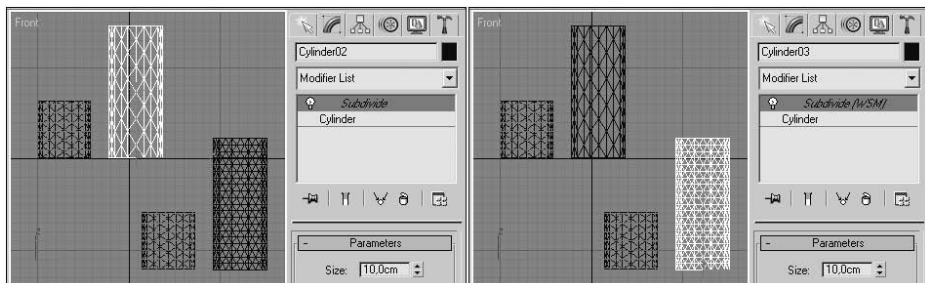 Front
Cylinder02
Modifier List
Subdivide
Cylinder
- Parameters
Size: 10,0cm
Front
Cylinder03
Modifier List
Subdivide (WSM)
Cylinder
- Parameters
Size: 10,0cm